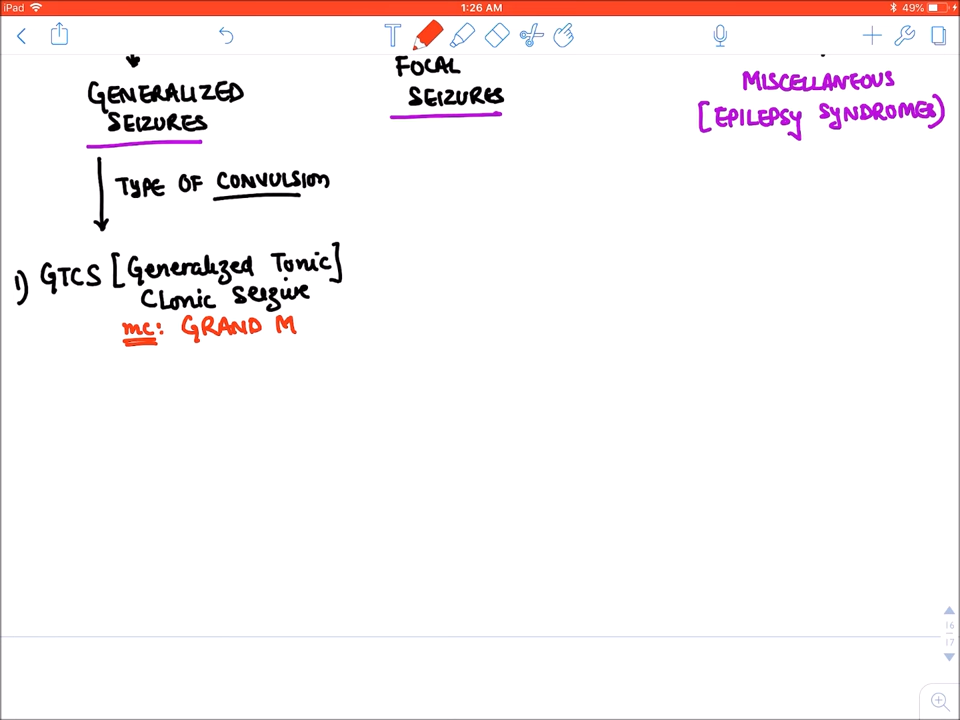 iPad 1:26 AM 49%
T
GENERALIZED
SEIZURES
FOCAL
SEIZURES
MISCELLANEOUS
[EPILEPSY SYNDROMES)
TYPE OF CONVULSION
1) GTCS [Generalized Tonic]
Clonic Seizure
mc: GRAND M
16
17